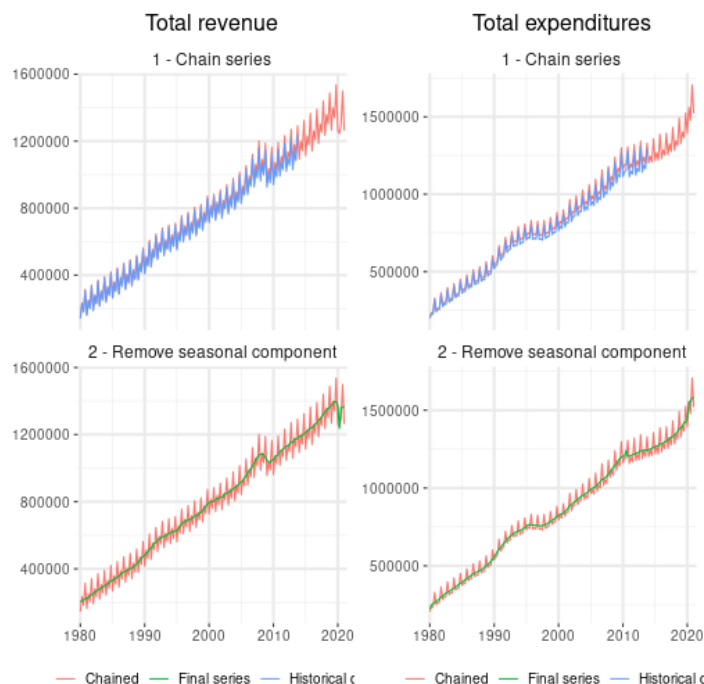 Total revenue
1 - Chain series
1600000
1200000
800000
400000
2 - Remove seasonal component
1600000
1200000
800000
400000
1980 1990 2000 2010 2020
Chained Final series Historical
Total expenditures
1 - Chain series
1500000
1000000
500000
2 - Remove seasonal component
1500000
1000000
500000
1980 1990 2000 2010 2020
Chained Final series Historical